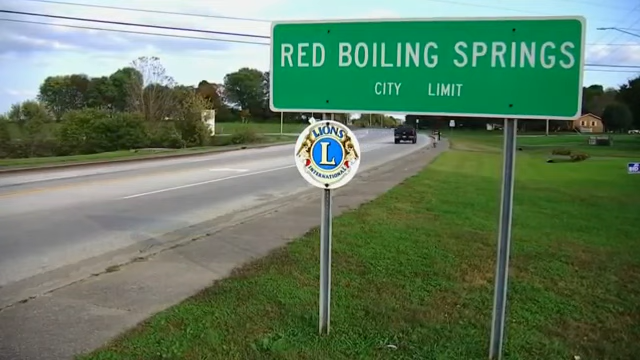 RED BOILING SPRINGS
CITY LIMIT
LIONS
L
INTERNATIONAL